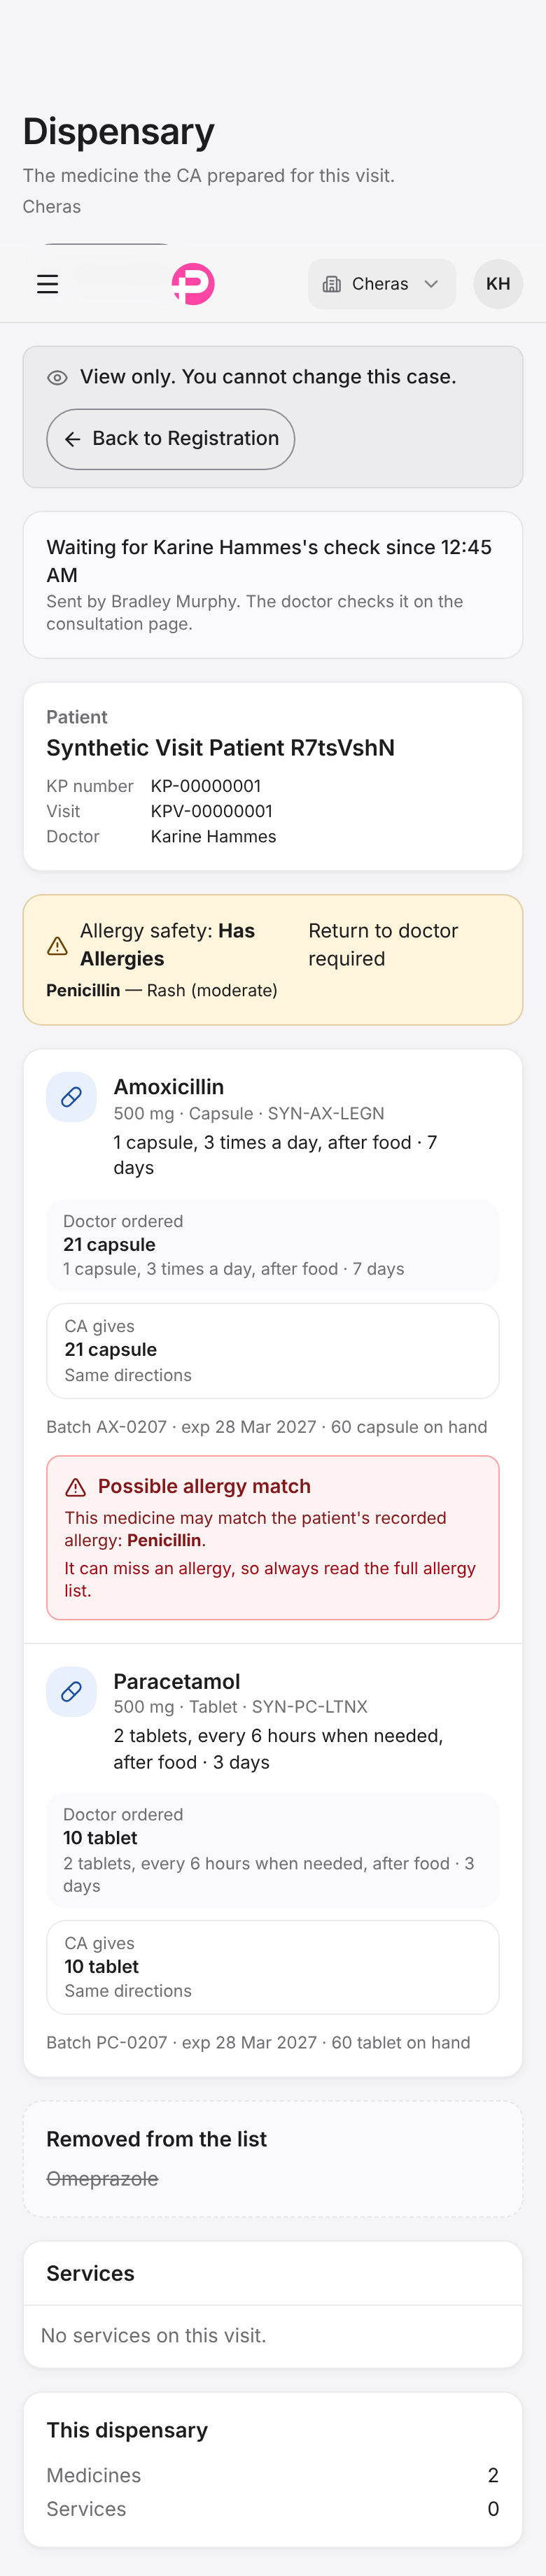 Dispensary
The medicine the CA prepared for this visit.
Cheras
Cheras
KH
View only. You cannot change this case.
Back to Registration
Waiting for Karine Hammes's check since 12:45
AM
Sent by Bradley Murphy. The doctor checks it on the
consultation page.
Patient
Synthetic Visit Patient R7tsVshN
KP number KP-00000001
Visit KPV-00000001
Doctor Karine Hammes
Allergy safety: Has
Allergies
Return to doctor
required
Penicillin — Rash (moderate)
Amoxicillin
500 mg · Capsule · SYN-AX-LEGN
1 capsule, 3 times a day, after food · 7
days
Doctor ordered
21 capsule
1 capsule, 3 times a day, after food · 7 days
CA gives
21 capsule
Same directions
Batch AX-0207 · exp 28 Mar 2027 · 60 capsule on hand
Possible allergy match
This medicine may match the patient's recorded
allergy: Penicillin.
It can miss an allergy, so always read the full allergy
list.
Paracetamol
500 mg · Tablet · SYN-PC-LTNX
2 tablets, every 6 hours when needed,
after food · 3 days
Doctor ordered
10 tablet
2 tablets, every 6 hours when needed, after food · 3
days
CA gives
10 tablet
Same directions
Batch PC-0207 · exp 28 Mar 2027 · 60 tablet on hand
Removed from the list
Omeprazole
Services
No services on this visit.
This dispensary
Medicines 2
Services 0